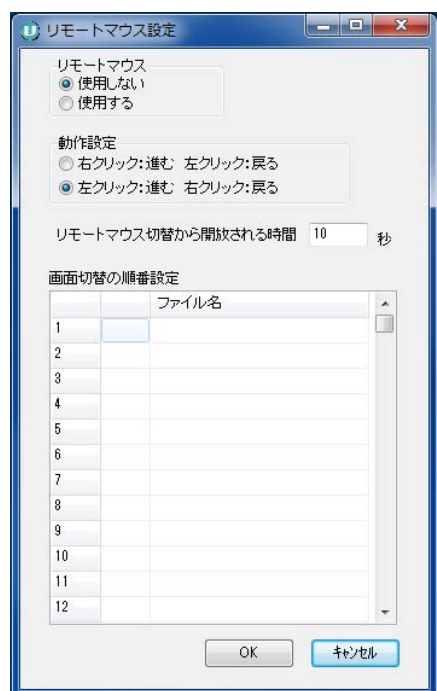 リモートマウス設定
リモートマウス
使用しない
使用する
動作設定
右クリック:進む 左クリック:戻る
左クリック:進む 右クリック:戻る
リモートマウス切替から開放される時間 10 秒
画面切替の順番設定
ファイル名
1
2
3
4
5
6
7
8
9
10
11
12
OK キャンセル